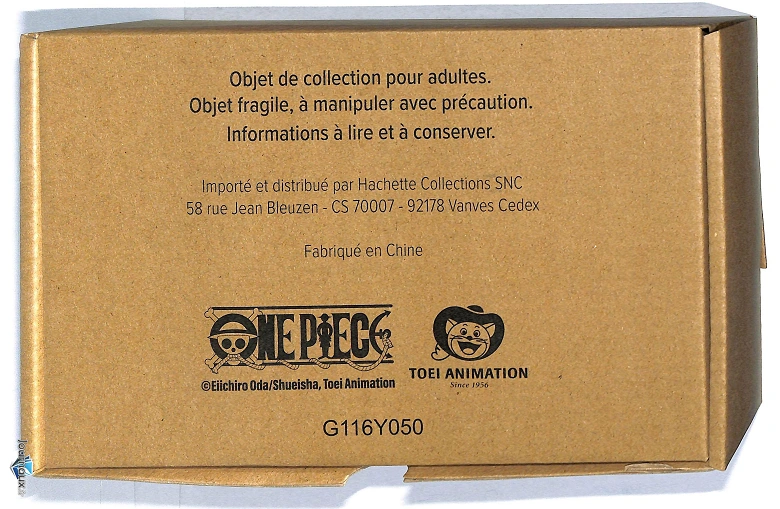 Objet de collection pour adultes.
Objet fragile, à manipuler avec précaution.
Informations à lire et à conserver.
Importé et distribué par Hachette Collections SNC
58 rue Jean Bleuzen - CS 70007 - 92178 Vanves Cedex
Fabriqué en Chine
ONE PIECE
©Eiichiro Oda/Shueisha, Toei Animation
TOEI ANIMATION
Since 1956
G116Y050